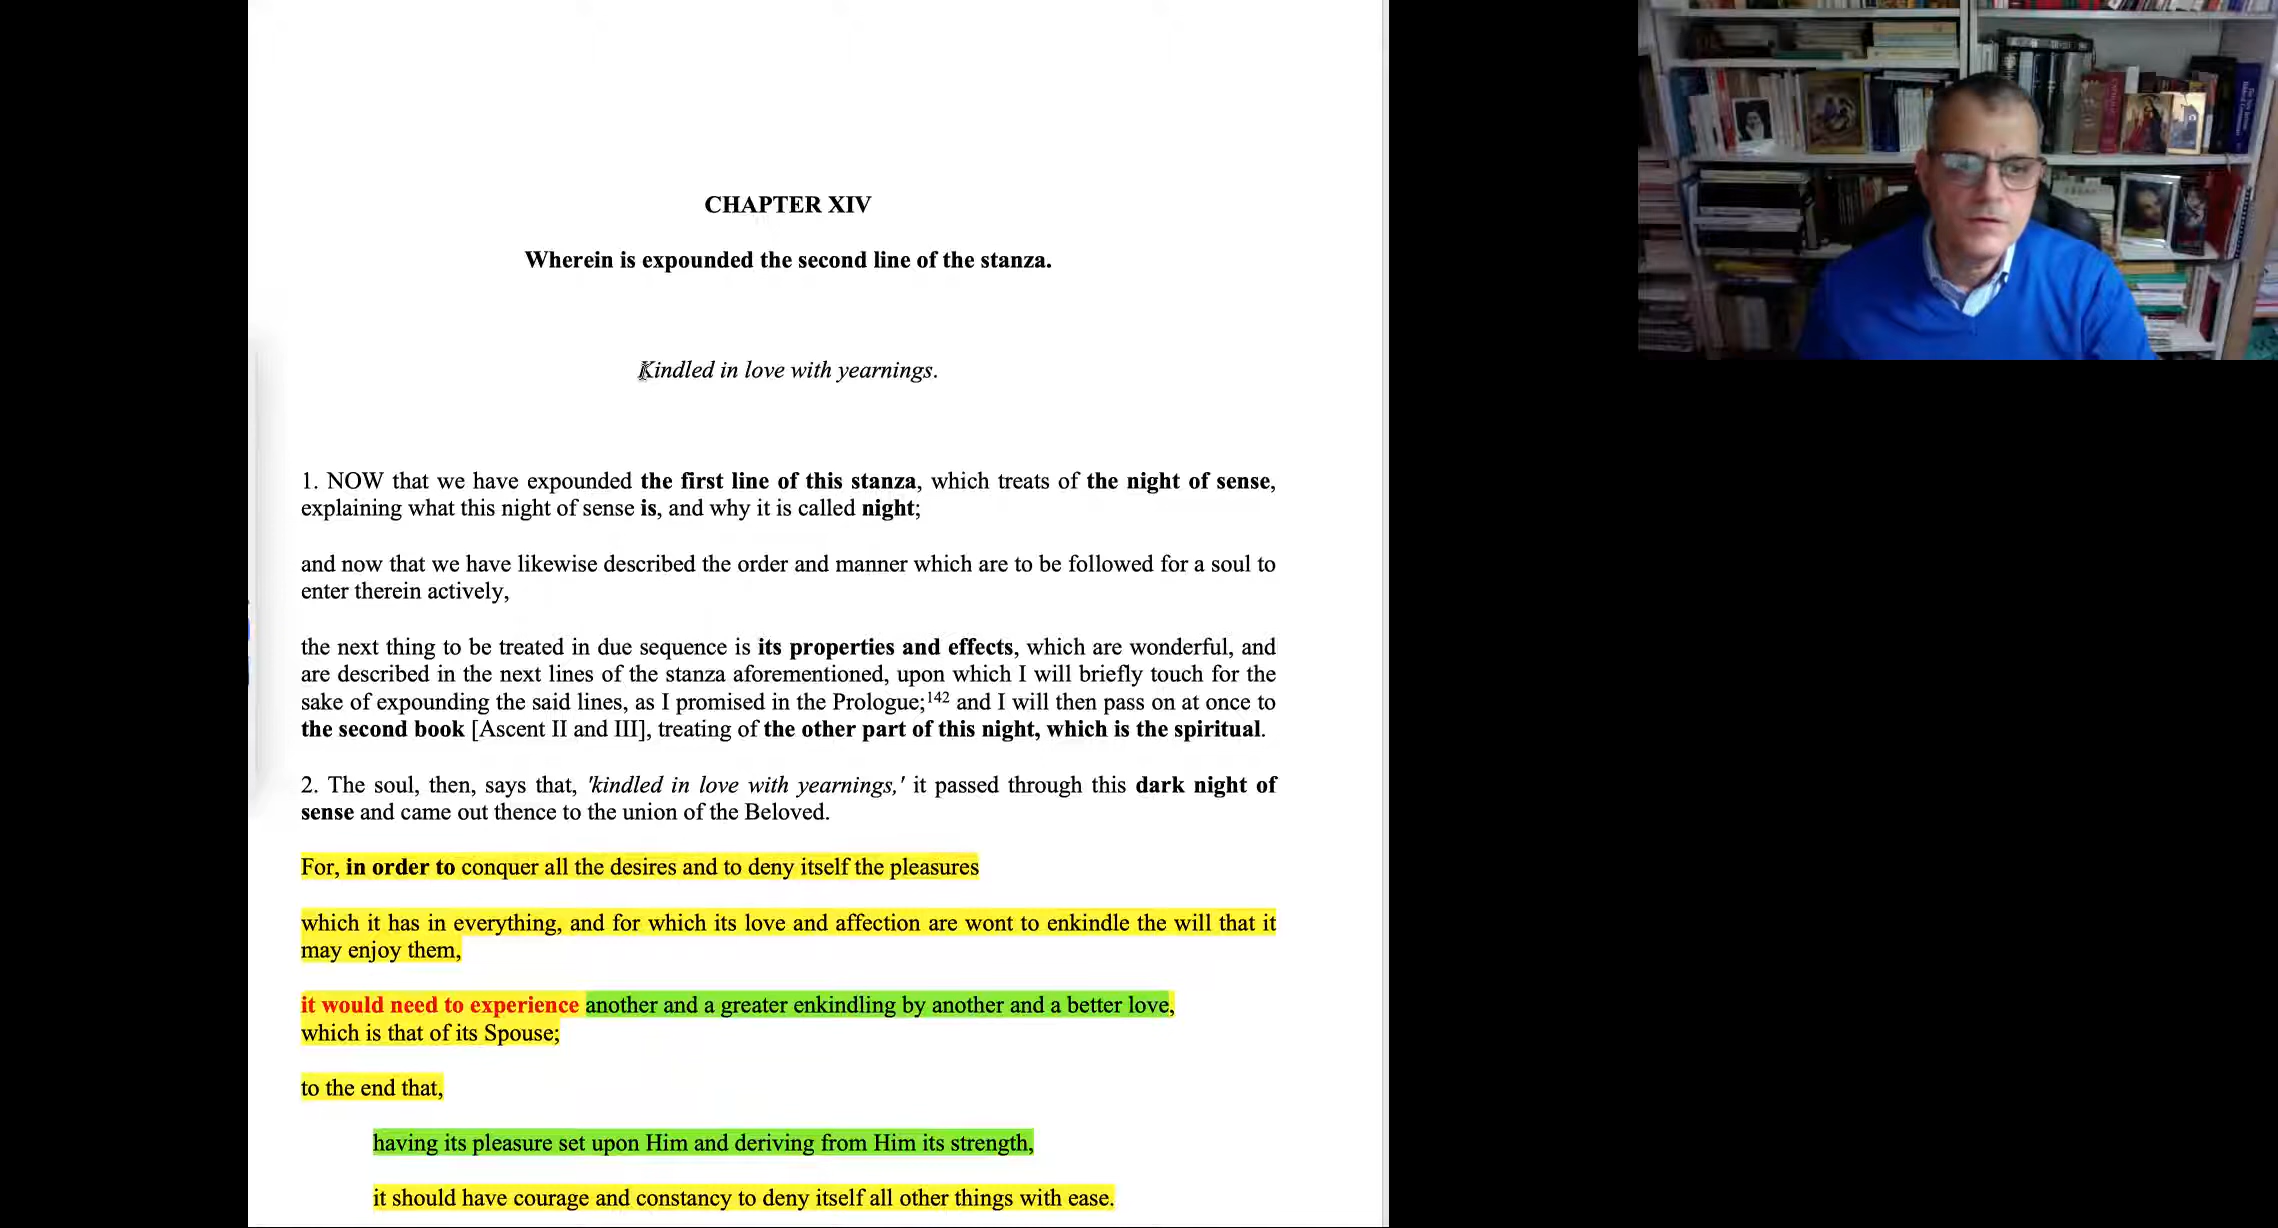 CHAPTER XIV
Wherein is expounded the second line of the stanza.
Kindled in love with yearnings.
1. NOW that we have expounded the first line of this stanza, which treats of the night of sense,
explaining what this night of sense is, and why it is called night;
and now that we have likewise described the order and manner which are to be followed for a soul to
enter therein actively,
the next thing to be treated in due sequence is its properties and effects, which are wonderful, and
are described in the next lines of the stanza aforementioned, upon which I will briefly touch for the
sake of expounding the said lines, as I promised in the Prologue;142 and I will then pass on at once to
the second book [Ascent II and III], treating of the other part of this night, which is the spiritual.
2. The soul, then, says that, 'kindled in love with yearnings,' it passed through this dark night of
sense and came out thence to the union of the Beloved.
For, in order to conquer all the desires and to deny itself the pleasures
which it has in everything, and for which its love and affection are wont to enkindle the will that it
may enjoy them,
it would need to experience another and a greater enkindling by another and a better love,
which is that of its Spouse;
to the end that,
having its pleasure set upon Him and deriving from Him its strength,
it should have courage and constancy to deny itself all other things with ease.